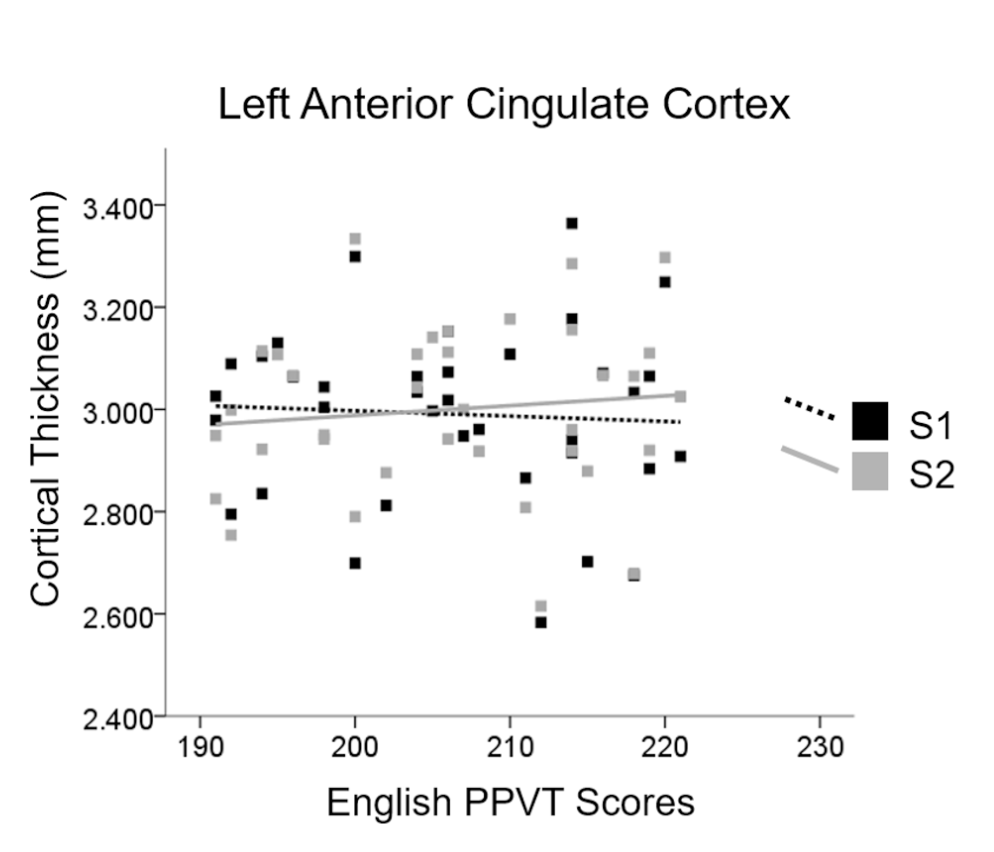 Left Anterior Cingulate Cortex
Cortical Thickness (mm)
3.400
3.200
3.000
2.800
2.600
2.400
190 200 210 220 230
English PPVT Scores
S1
S2